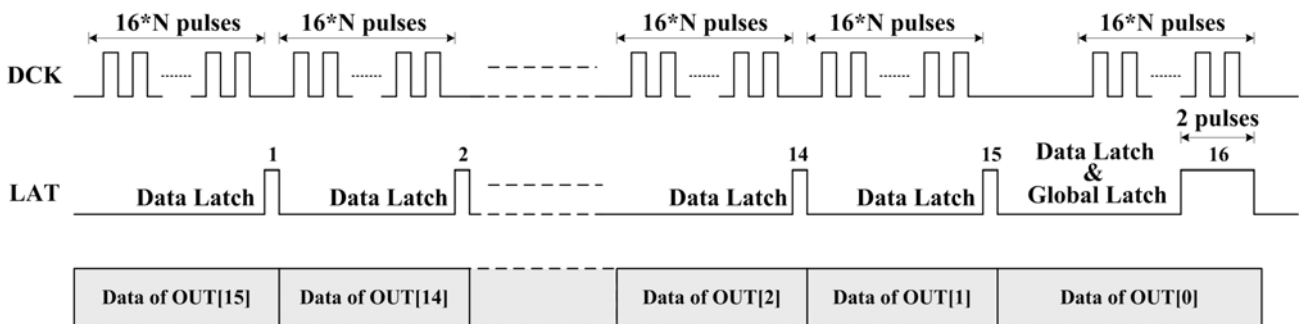 16*N pulses 16*N pulses 16*N pulses 16*N pulses 16*N pulses
DCK
2 pulses
1 2 14 15 Data Latch 16
&
LAT Data Latch Data Latch Data Latch Data Latch Global Latch
Data of OUT[15] Data of OUT[14] Data of OUT[2] Data of OUT[1] Data of OUT[0]